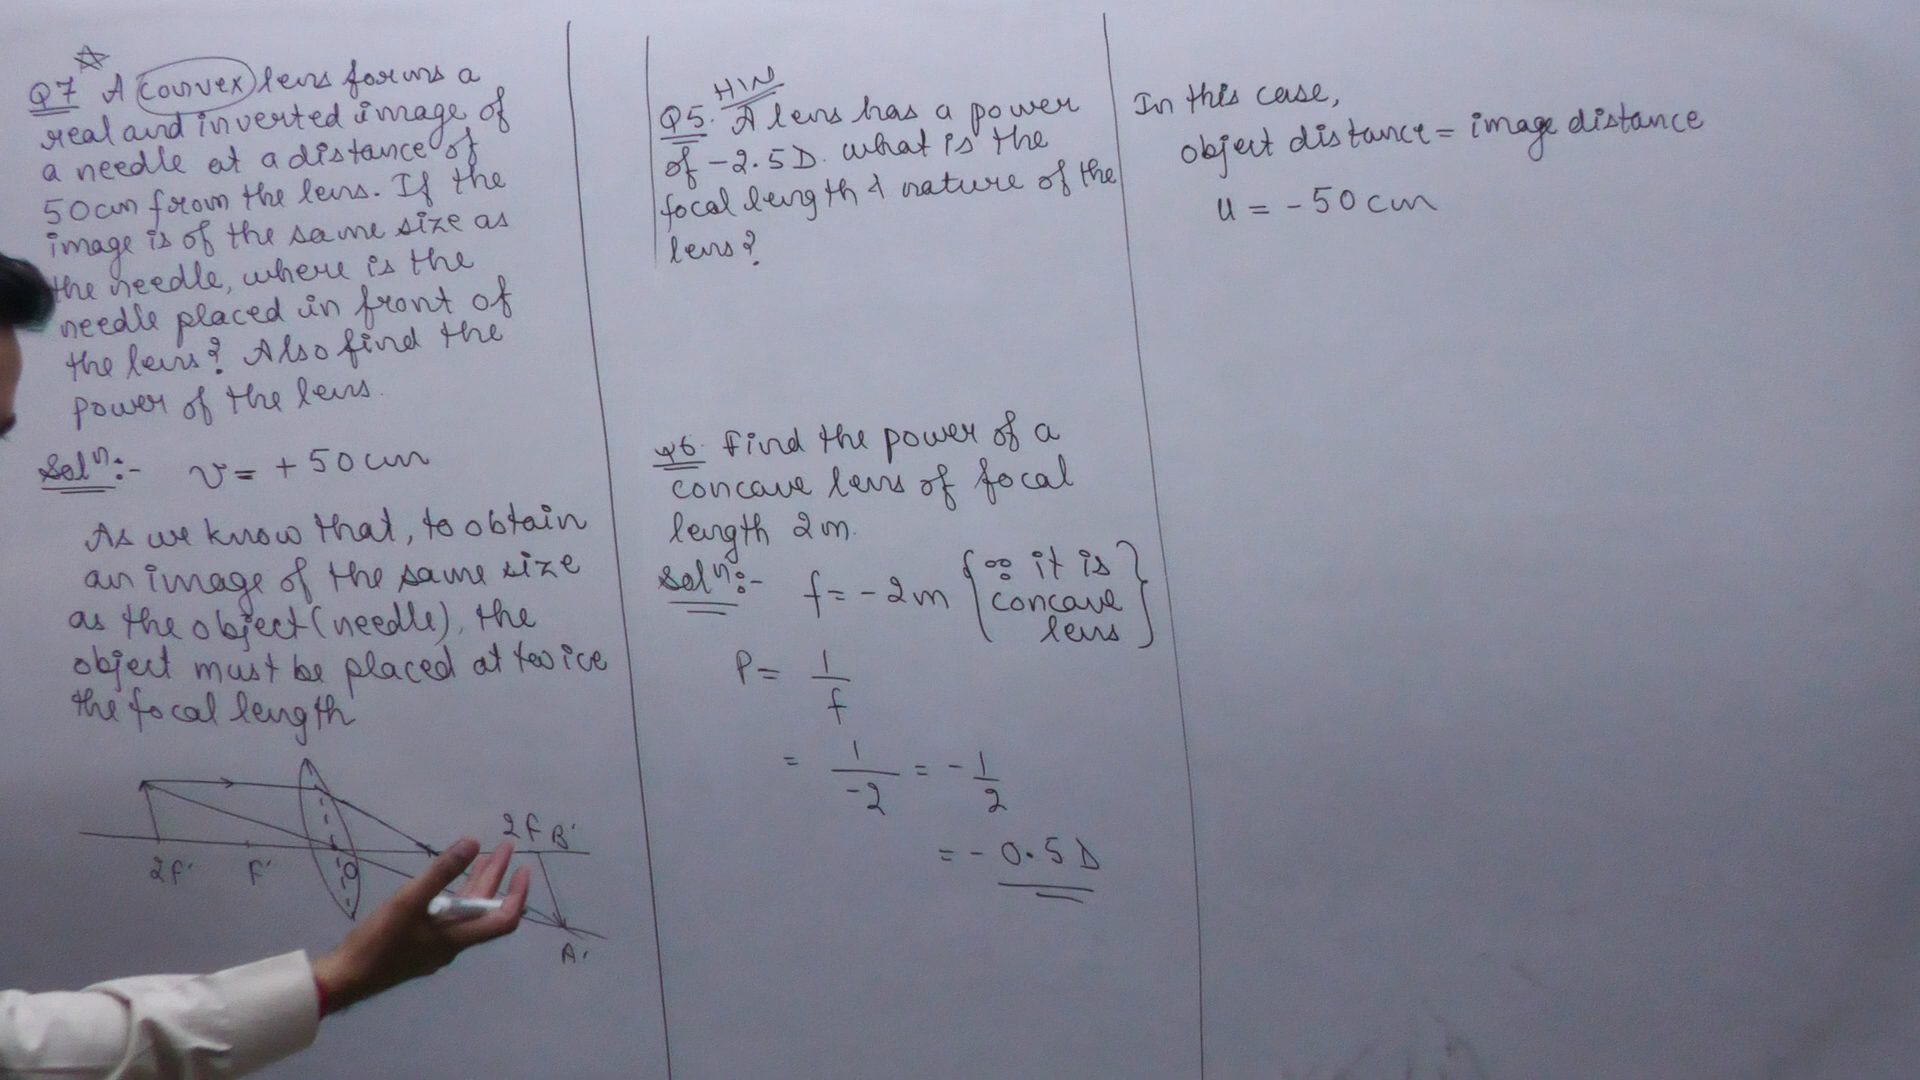 Q7 A convex lens forms a
real and inverted image of
a needle at a distance of
50cm from the lens. If the
image is of the same size as
the needle, where is the
needle placed in front of
the lens? Also find the
power of the lens.
Solⁿ:- v = +50 cm
As we know that, to obtain
an image of the same size
as the object (needle), the
object must be placed at twice
the focal length
2F' F' O 2F B'
A'
H/W
Q5. A lens has a power
of -2.5 D. what is the
focal length & nature of the
lens?
Q6. Find the power of a
concave lens of focal
length 2m.
Solⁿ:- f = -2m {∵ it is
concave
lens}
P = 1/f
= 1/-2 = -1/2
= -0.5 D
In this case,
object distance = image distance
u = -50 cm